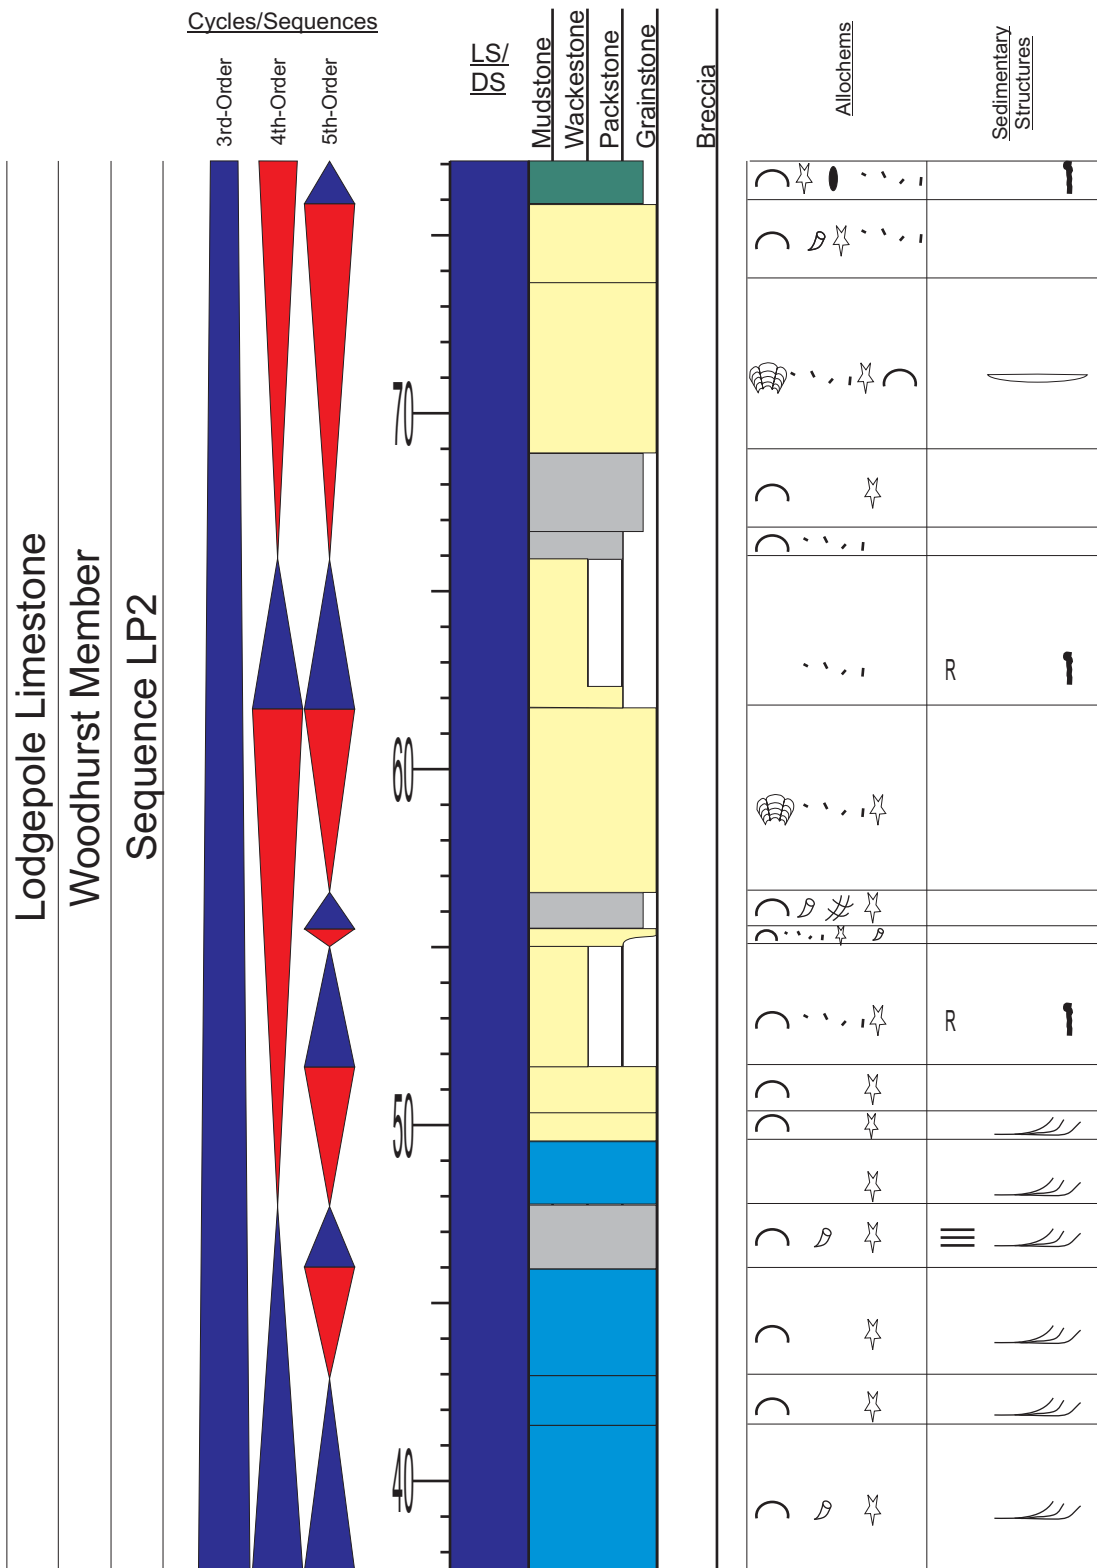 Cycles/Sequences
3rd-Order
4th-Order
5th-Order
LS/
DS
Mudstone
Wackestone
Packstone
Grainstone
Breccia
Allochems
Sedimentary
Structures
Lodgepole Limestone
Woodhurst Member
Sequence LP2
70
60
50
40
R
R